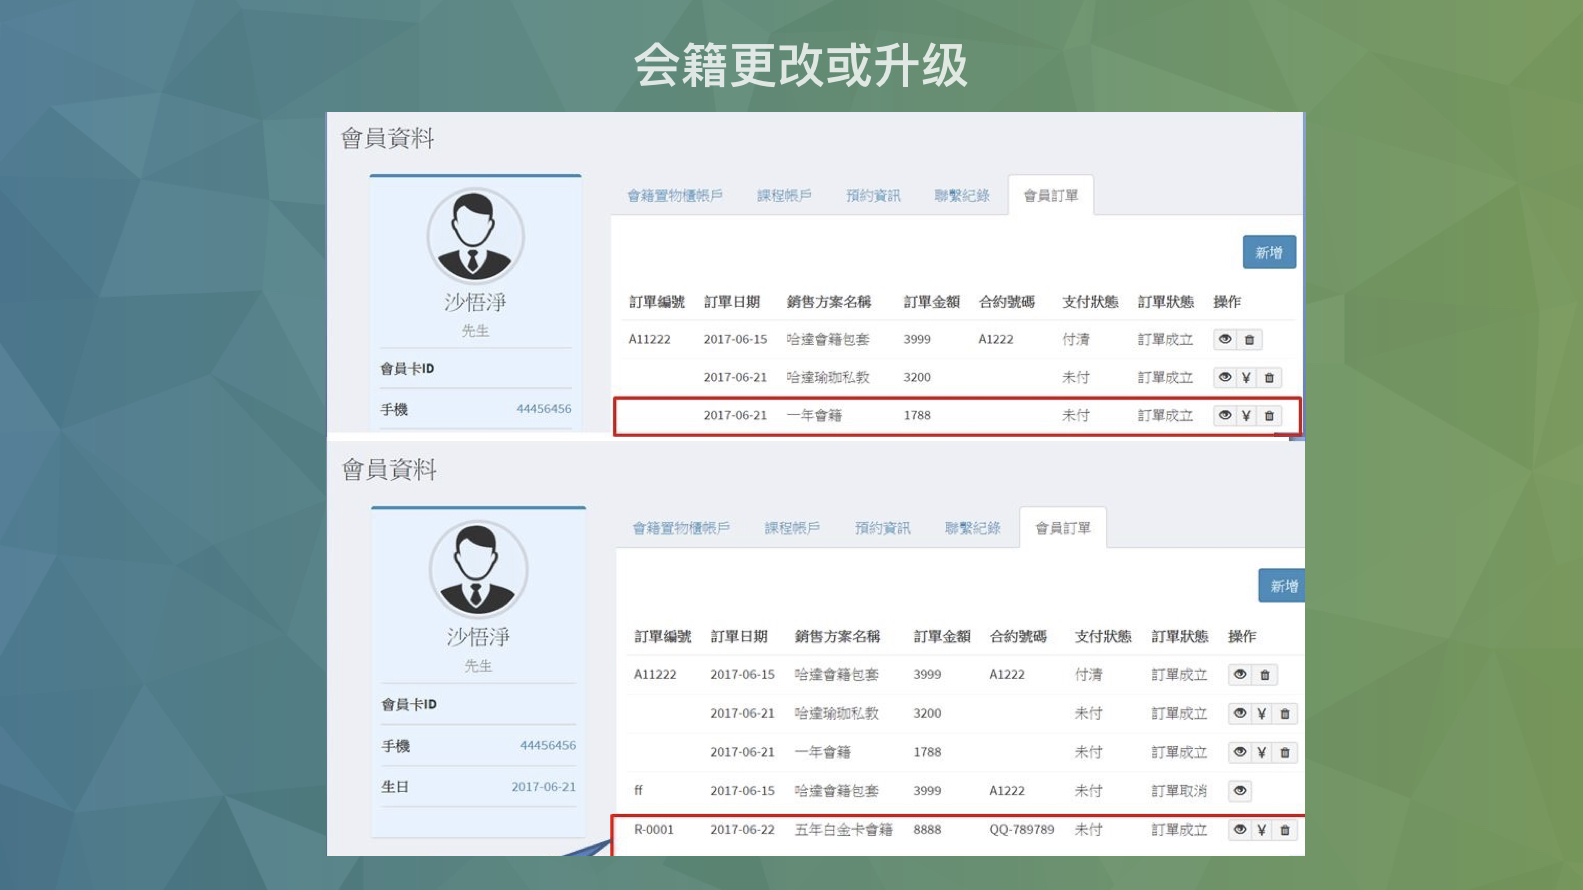 会籍更改或升级
會員資料
會籍置物櫃帳戶 課程帳戶 預約資訊 聯繫紀錄 會員訂單
新增
沙悟淨
先生
會員卡ID
手機 44456456
訂單編號 訂單日期 銷售方案名稱 訂單金額 合約號碼 支付狀態 訂單狀態 操作
A11222 2017-06-15 哈達會籍包套 3999 A1222 付清 訂單成立
2017-06-21 哈達瑜珈私教 3200 未付 訂單成立 ¥
2017-06-21 一年會籍 1788 未付 訂單成立 ¥
會員資料
會籍置物櫃帳戶 課程帳戶 預約資訊 聯繫紀錄 會員訂單
新增
沙悟淨
先生
會員卡ID
手機 44456456
生日 2017-06-21
訂單編號 訂單日期 銷售方案名稱 訂單金額 合約號碼 支付狀態 訂單狀態 操作
A11222 2017-06-15 哈達會籍包套 3999 A1222 付清 訂單成立
2017-06-21 哈達瑜珈私教 3200 未付 訂單成立 ¥
2017-06-21 一年會籍 1788 未付 訂單成立 ¥
ff 2017-06-15 哈達會籍包套 3999 A1222 未付 訂單取消
R-0001 2017-06-22 五年白金卡會籍 8888 QQ-789789 未付 訂單成立 ¥